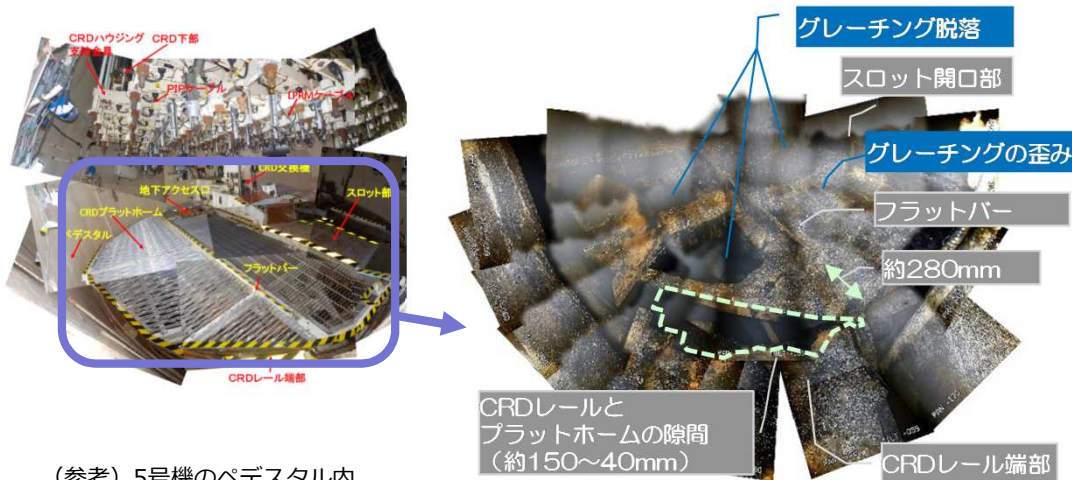 CRDハウジング
支持金具
CRD下部
PIPケーブル
LPRMケーブル
CRD交換機
地下アクセス口
スロット部
CRDプラットホーム
ペデスタル
フラットバー
CRDレール端部
(参考) 5号機のペデスタル内
グレーチング脱落
スロット開口部
グレーチングの歪み
フラットバー
約280mm
CRDレールと
プラットホームの隙間
(約150~40mm)
CRDレール端部